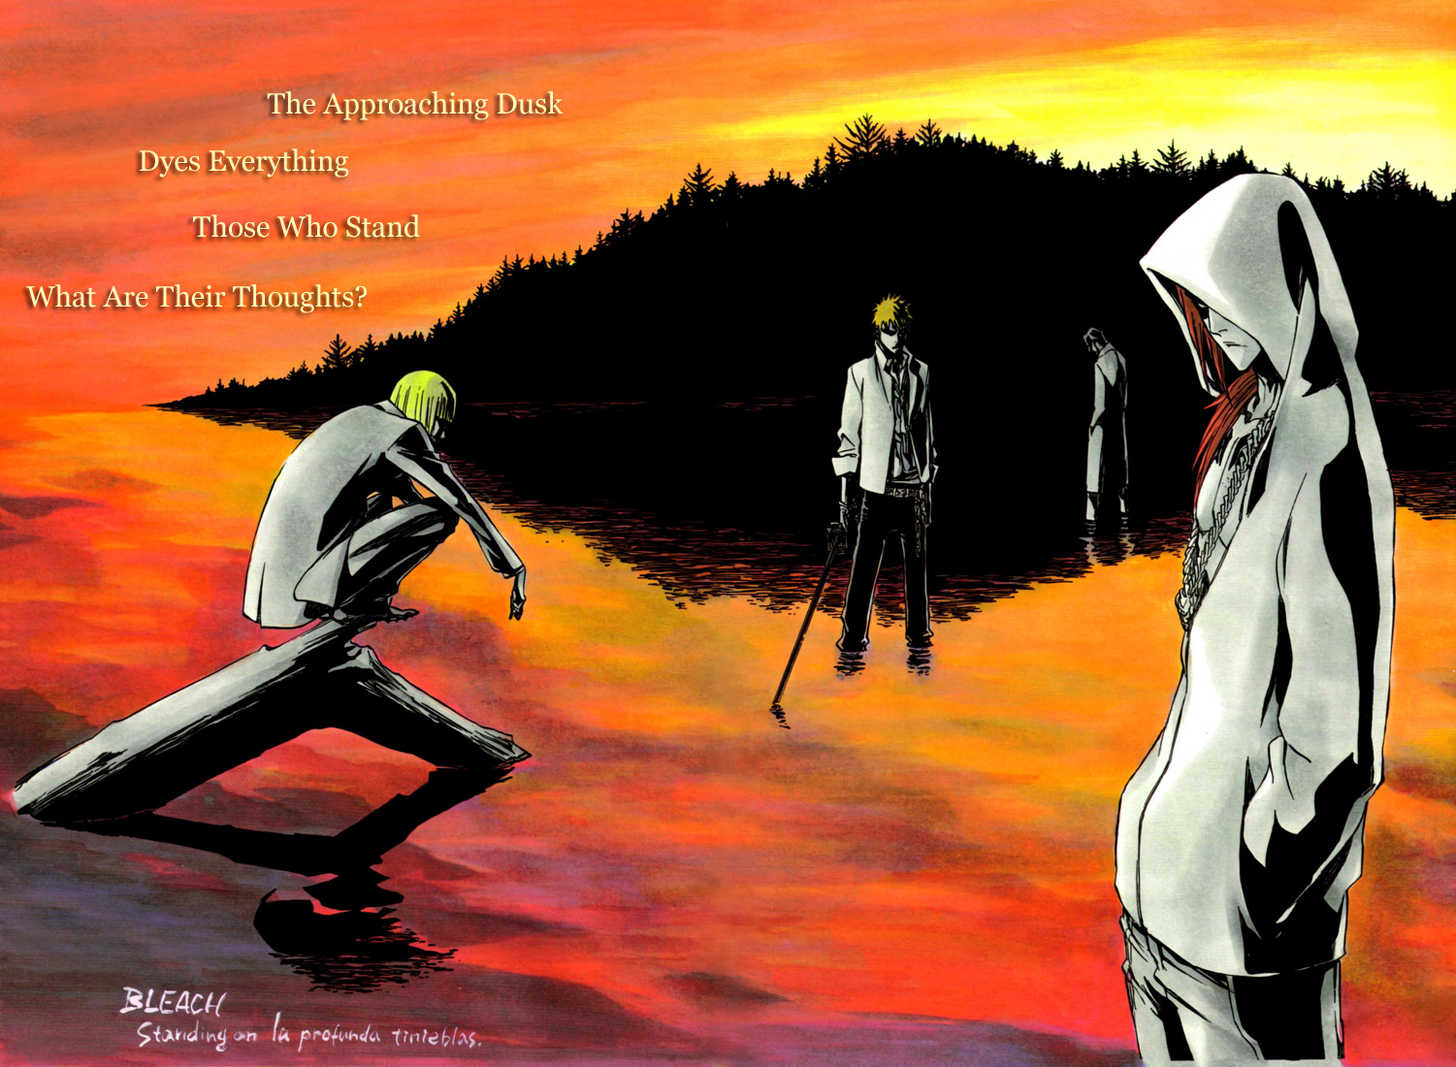 The Approaching Dusk
Dyes Everything
Those Who Stand
What Are Their Thoughts?
BLEACH
Standing on la profunda tinieblas.